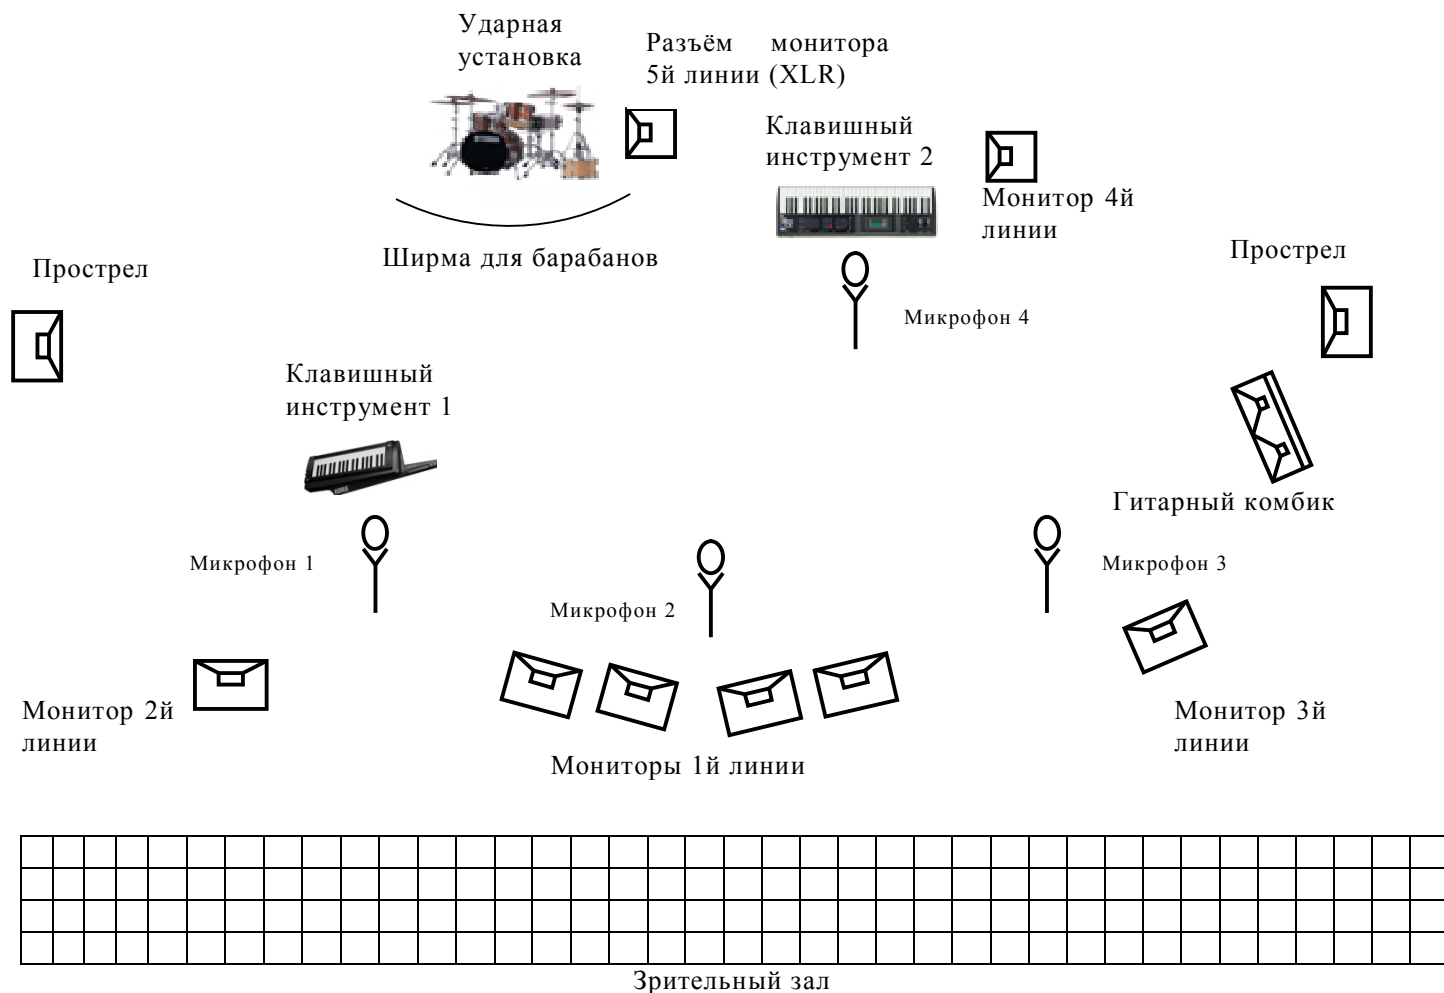 Ударная
установка
Разъём монитора
5й линии (XLR)
Клавишный
инструмент 2
Монитор 4й
линии
Ширма для барабанов
Прострел
Прострел
Микрофон 4
Клавишный
инструмент 1
Гитарный комбик
Микрофон 1
Микрофон 3
Микрофон 2
Монитор 2й
линии
Монитор 3й
линии
Мониторы 1й линии
Зрительный зал